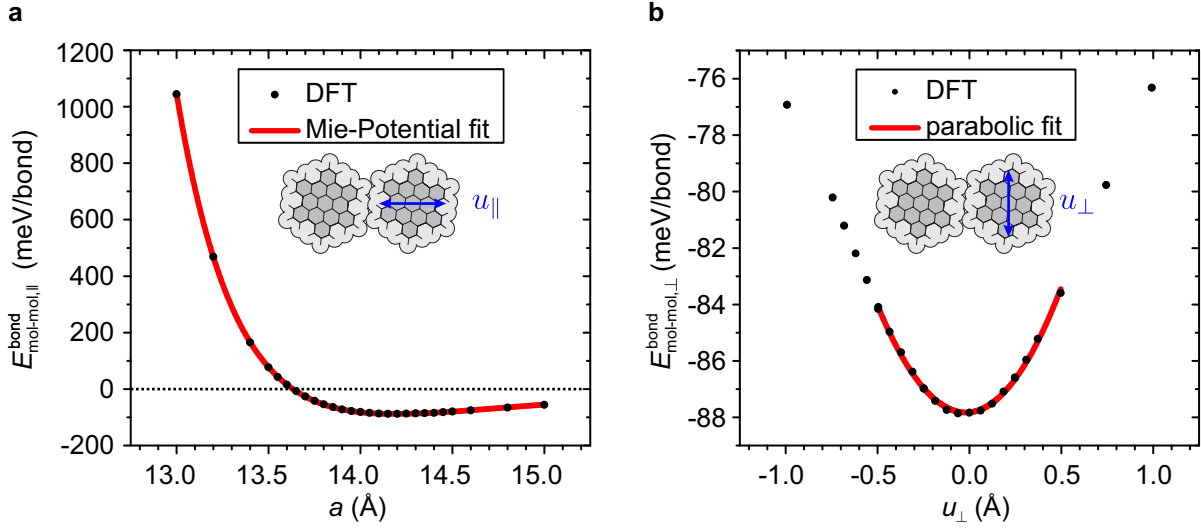 a
1200
1000
800
600
400
200
0
-200
E^bond_mol-mol,∥ (meV/bond)
DFT
Mie-Potential fit
u∥
13.0 13.5 14.0 14.5 15.0
a (Å)
b
-76
-78
-80
-82
-84
-86
-88
E^bond_mol-mol,⊥ (meV/bond)
DFT
parabolic fit
u⊥
-1.0 -0.5 0.0 0.5 1.0
u⊥ (Å)